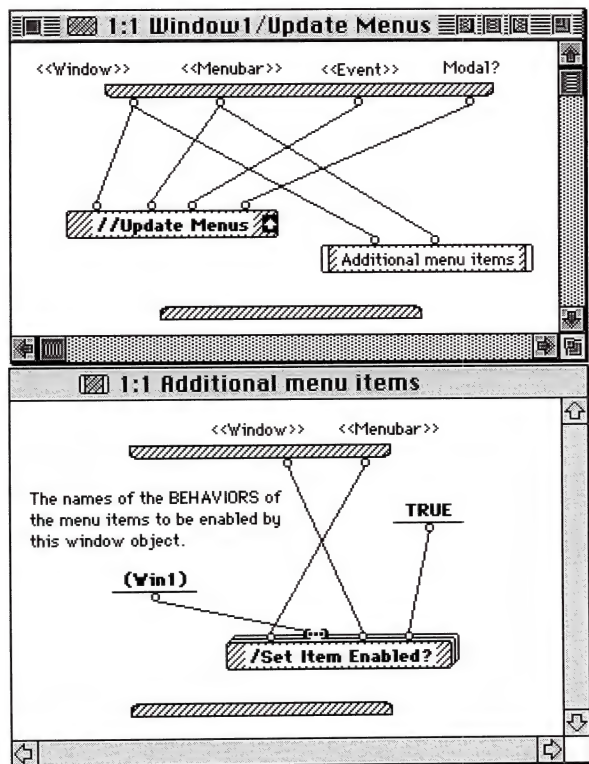 1:1 Window1/Update Menus
<<Window>> <<Menubar>> <<Event>> Modal?
//Update Menus
Additional menu items
1:1 Additional menu items
<<Window>> <<Menubar>>
The names of the BEHAVIORS of
the menu items to be enabled by
this window object.
TRUE
(Win1)
/Set Item Enabled?